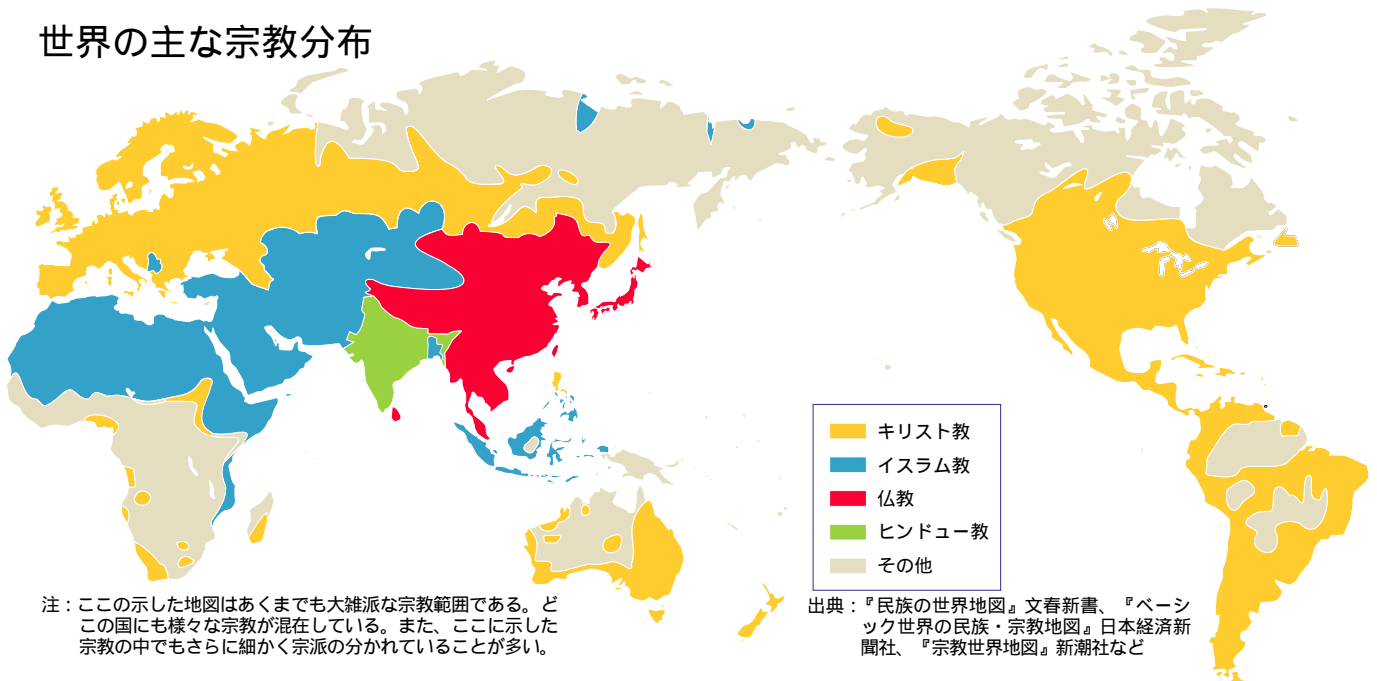 世界の主な宗教分布
キリスト教
イスラム教
仏教
ヒンドュー教
その他
注：ここの示した地図はあくまでも大雑派な宗教範囲である。ど
この国にも様々な宗教が混在している。また、ここに示した
宗教の中でもさらに細かく宗派の分かれていることが多い。
出典：『民族の世界地図』文春新書、『ベーシ
ック世界の民族・宗教地図』日本経済新
聞社、『宗教世界地図』新潮社など